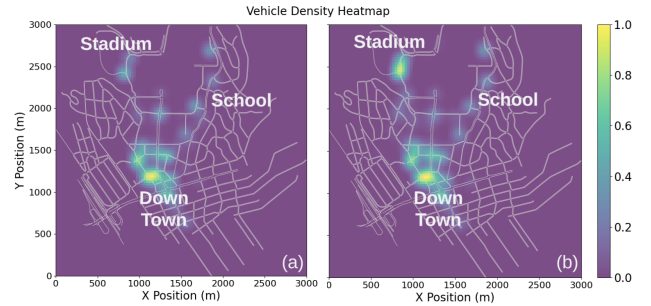 Vehicle Density Heatmap
3000
2500
2000
1500
1000
500
0
Y Position (m)
Stadium
School
Down
Town
(a)
0 500 1000 1500 2000 2500 3000
X Position (m)
Stadium
School
Down
Town
(b)
0 500 1000 1500 2000 2500 3000
X Position (m)
1.0
0.8
0.6
0.4
0.2
0.0